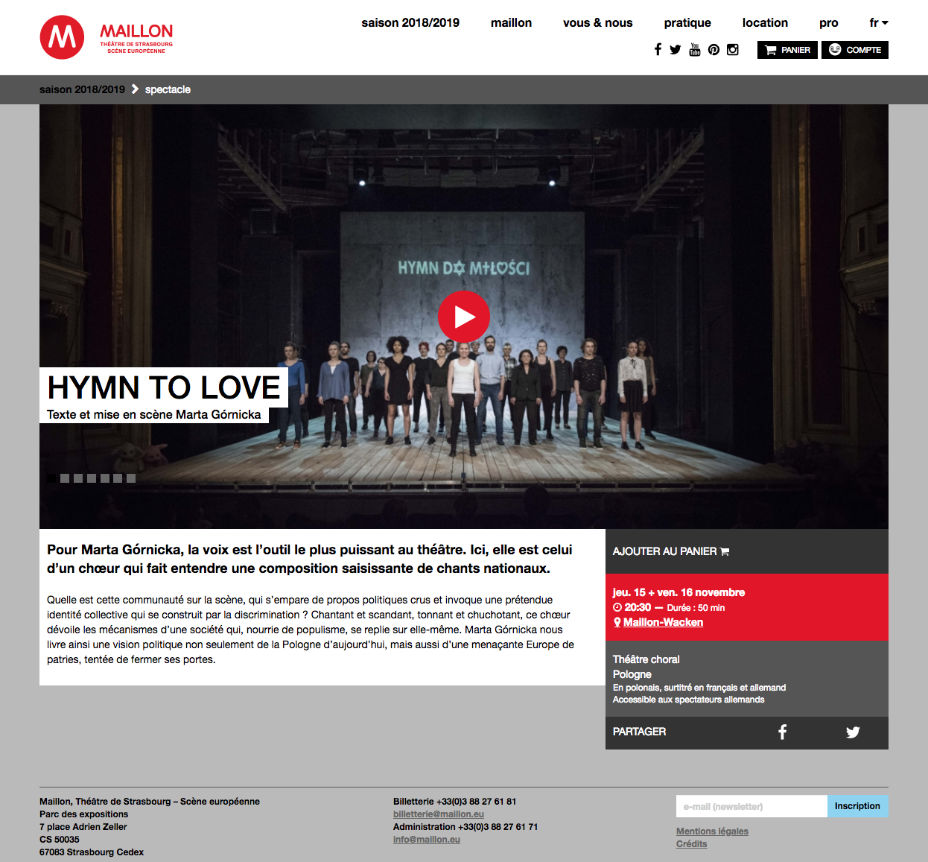 MAILLON
THÉÂTRE DE STRASBOURG
SCÈNE EUROPÉENNE
saison 2018/2019 maillon vous & nous pratique location pro fr
PANIER COMPTE
saison 2018/2019 spectacle
HYMN DO MIŁOŚCI
HYMN TO LOVE
Texte et mise en scène Marta Górnicka
Pour Marta Górnicka, la voix est l'outil le plus puissant au théâtre. Ici, elle est celui
d'un chœur qui fait entendre une composition saisissante de chants nationaux.
Quelle est cette communauté sur la scène, qui s'empare de propos politiques crus et invoque une prétendue
identité collective qui se construit par la discrimination ? Chantant et scandant, tonnant et chuchotant, ce chœur
dévoile les mécanismes d'une société qui, nourrie de populisme, se replie sur elle-même. Marta Górnicka nous
livre ainsi une vision politique non seulement de la Pologne d'aujourd'hui, mais aussi d'une menaçante Europe de
patries, tentée de fermer ses portes.
AJOUTER AU PANIER
jeu. 15 + ven. 16 novembre
20:30 — Durée : 50 min
Maillon-Wacken
Théâtre choral
Pologne
En polonais, surtitré en français et allemand
Accessible aux spectateurs allemands
PARTAGER
Maillon, Théâtre de Strasbourg – Scène européenne
Parc des expositions
7 place Adrien Zeller
CS 50035
67083 Strasbourg Cedex
Billetterie +33(0)3 88 27 61 81
billetterie@maillon.eu
Administration +33(0)3 88 27 61 71
info@maillon.eu
e-mail (newsletter) Inscription
Mentions légales
Crédits